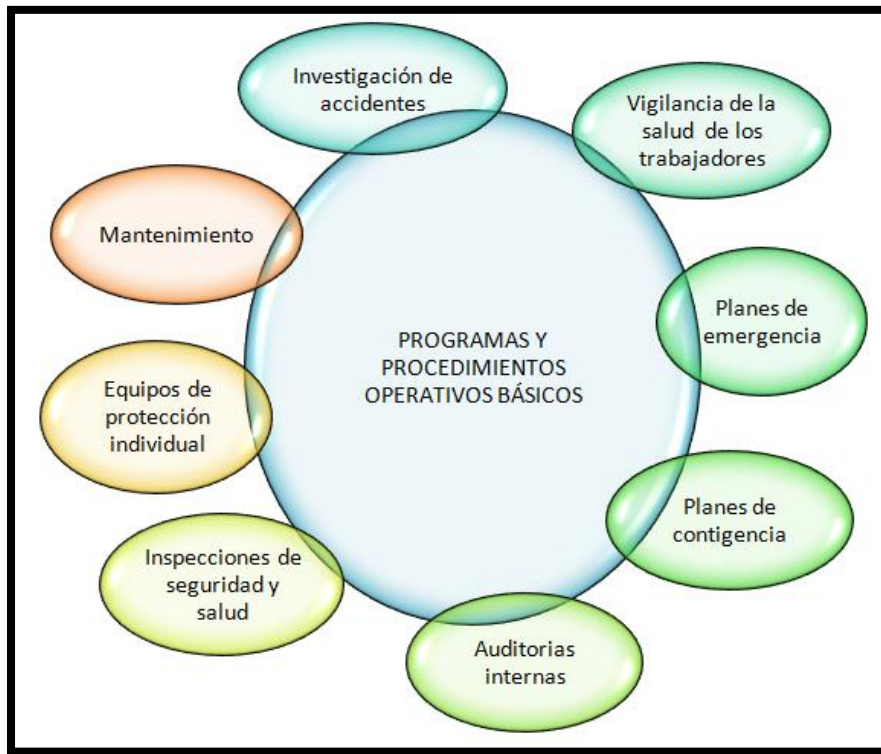 Investigación de
accidentes
Vigilancia de la
salud de los
trabajadores
Mantenimiento
Planes de
emergencia
PROGRAMAS Y
PROCEDIMIENTOS
OPERATIVOS BÁSICOS
Equipos de
protección
individual
Planes de
contigencia
Inspecciones de
seguridad y
salud
Auditorias
internas